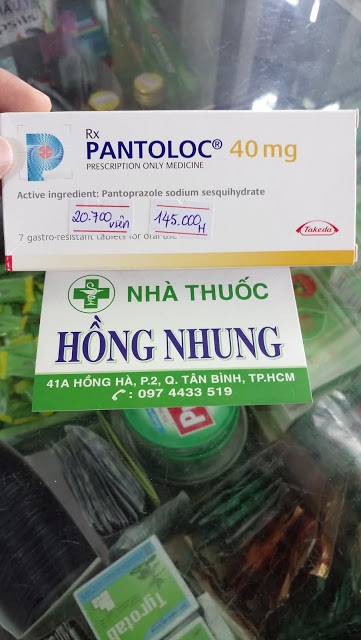 Rx
PANTOLOC® 40 mg
PRESCRIPTION ONLY MEDICINE
Active ingredient: Pantoprazole sodium sesquihydrate
20.700 viên
145.000 H
7 gastro-resistant tablets for oral use
Takeda
NHÀ THUỐC
HỒNG NHUNG
41A HỒNG HÀ, P.2, Q. TÂN BÌNH, TP.HCM
: 097 4433 519
Tyrotab